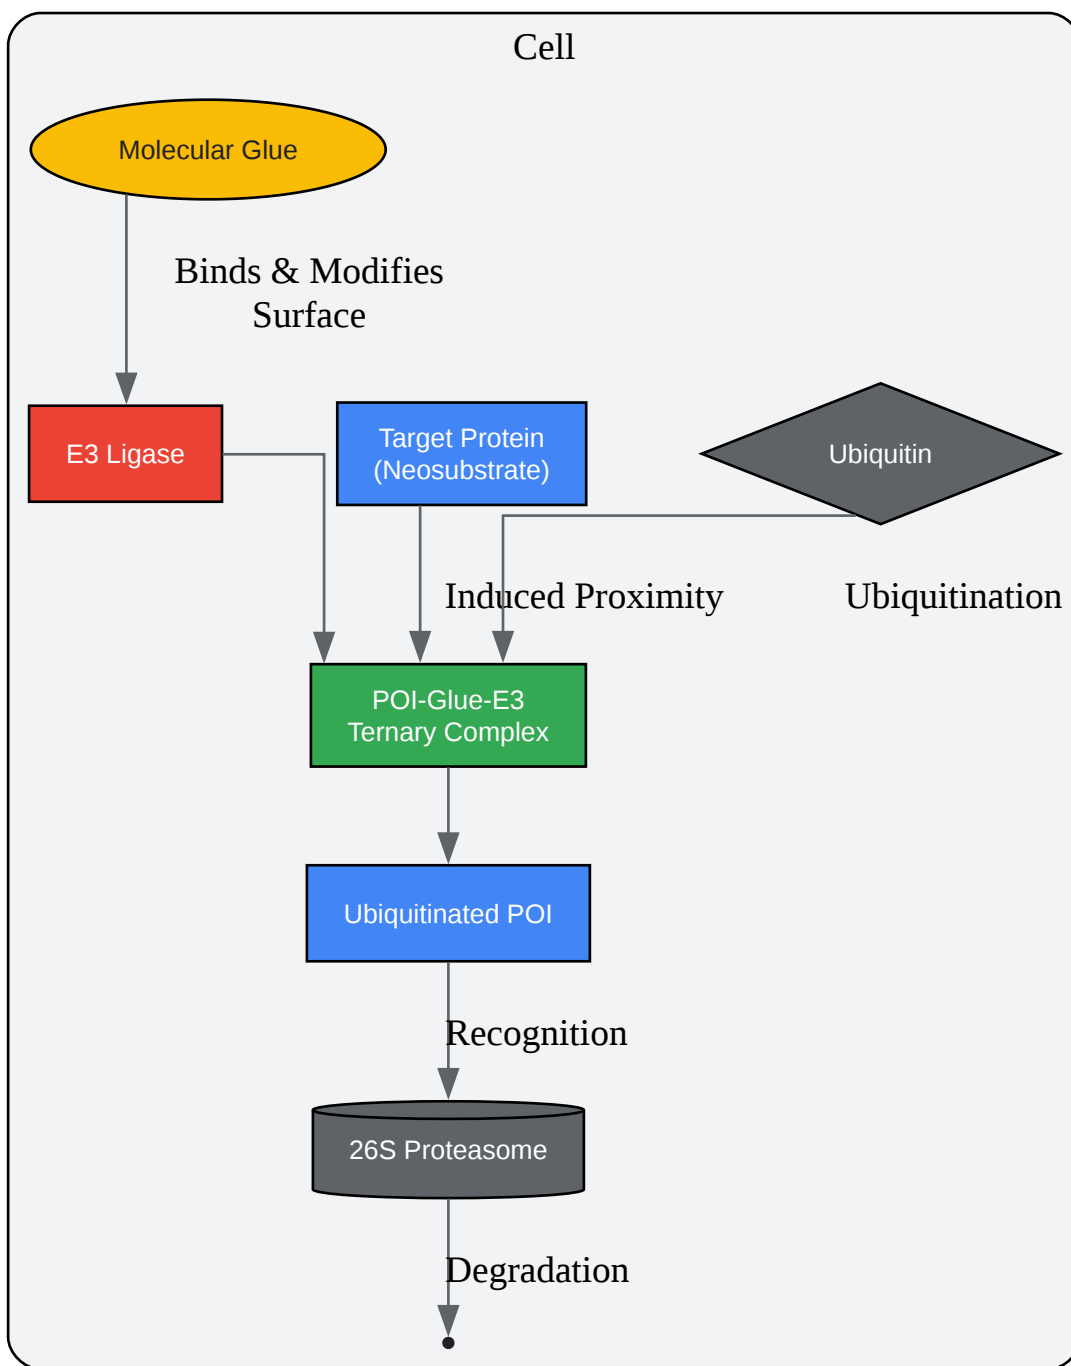 Cell
Molecular Glue
Binds & Modifies
Surface
E3 Ligase
Target Protein
(Neosubstrate)
Ubiquitin
Induced Proximity
Ubiquitination
POI-Glue-E3
Ternary Complex
Ubiquitinated POI
Recognition
26S Proteasome
Degradation